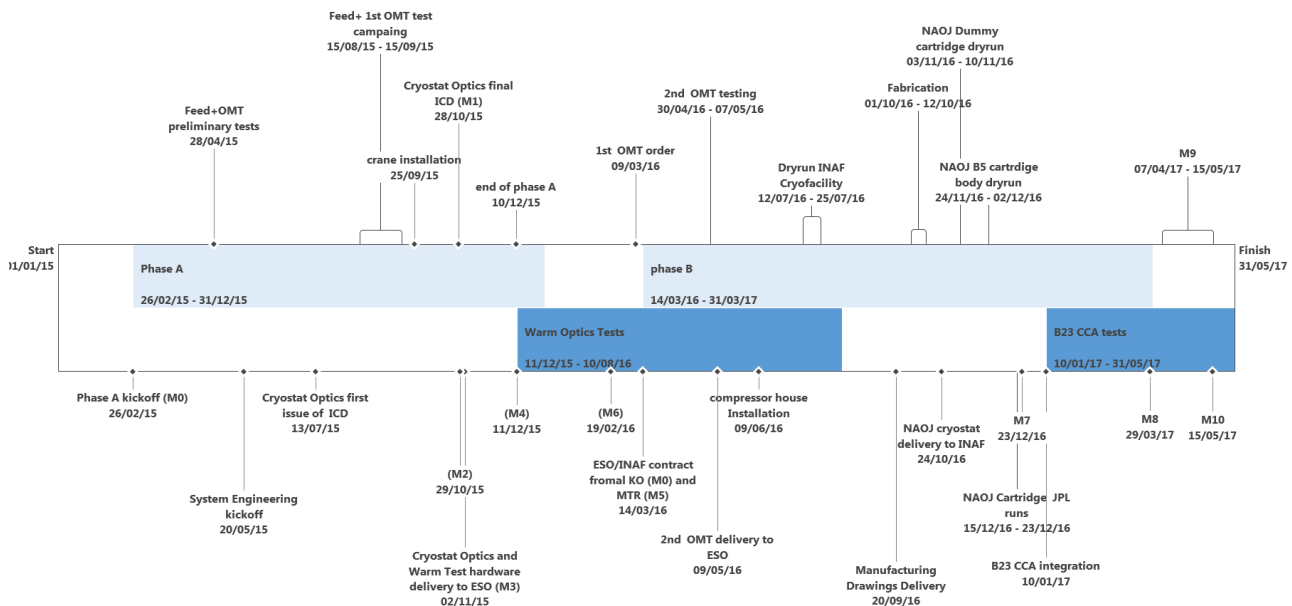 Feed+ 1st OMT test
campaing
15/08/15 - 15/09/15
NAOJ Dummy
cartridge dryrun
03/11/16 - 10/11/16
Cryostat Optics final
ICD (M1)
28/10/15
2nd OMT testing
30/04/16 - 07/05/16
Fabrication
01/10/16 - 12/10/16
Feed+OMT
preliminary tests
28/04/15
crane installation
25/09/15
1st OMT order
09/03/16
end of phase A
10/12/15
Dryrun INAF
Cryofacility
12/07/16 - 25/07/16
NAOJ B5 cartrdige
body dryrun
24/11/16 - 02/12/16
M9
07/04/17 - 15/05/17
Start
01/01/15
Finish
31/05/17
Phase A
26/02/15 - 31/12/15
phase B
14/03/16 - 31/03/17
Warm Optics Tests
11/12/15 - 10/08/16
B23 CCA tests
10/01/17 - 31/05/17
Phase A kickoff (M0)
26/02/15
Cryostat Optics first
issue of ICD
13/07/15
(M4)
11/12/15
(M6)
19/02/16
compressor house
Installation
09/06/16
NAOJ cryostat
delivery to INAF
24/10/16
M7
23/12/16
M8
29/03/17
M10
15/05/17
System Engineering
kickoff
20/05/15
(M2)
29/10/15
ESO/INAF contract
fromal KO (M0) and
MTR (M5)
14/03/16
NAOJ Cartridge JPL
runs
15/12/16 - 23/12/16
Cryostat Optics and
Warm Test hardware
delivery to ESO (M3)
02/11/15
2nd OMT delivery to
ESO
09/05/16
Manufacturing
Drawings Delivery
20/09/16
B23 CCA integration
10/01/17